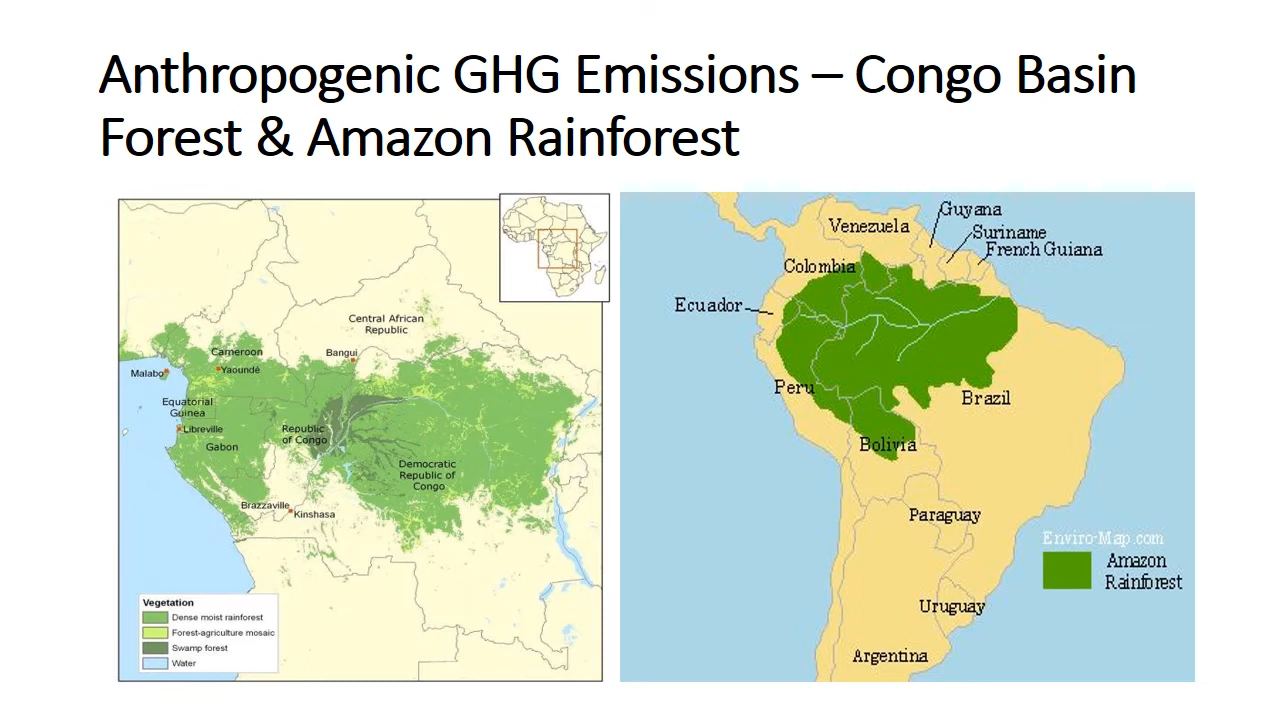 Anthropogenic GHG Emissions – Congo Basin
Forest & Amazon Rainforest
Central African
Republic
Cameroon
Bangui
Yaoundé
Malabo
Equatorial
Guinea
Libreville
Republic
of Congo
Gabon
Democratic
Republic of
Congo
Brazzaville
Kinshasa
Vegetation
Dense moist rainforest
Forest-agriculture mosaic
Swamp forest
Water
Guyana
Venezuela
Suriname
French Guiana
Colombia
Ecuador
Peru
Brazil
Bolivia
Paraguay
Enviro-Map.com
Amazon
Rainforest
Uruguay
Argentina